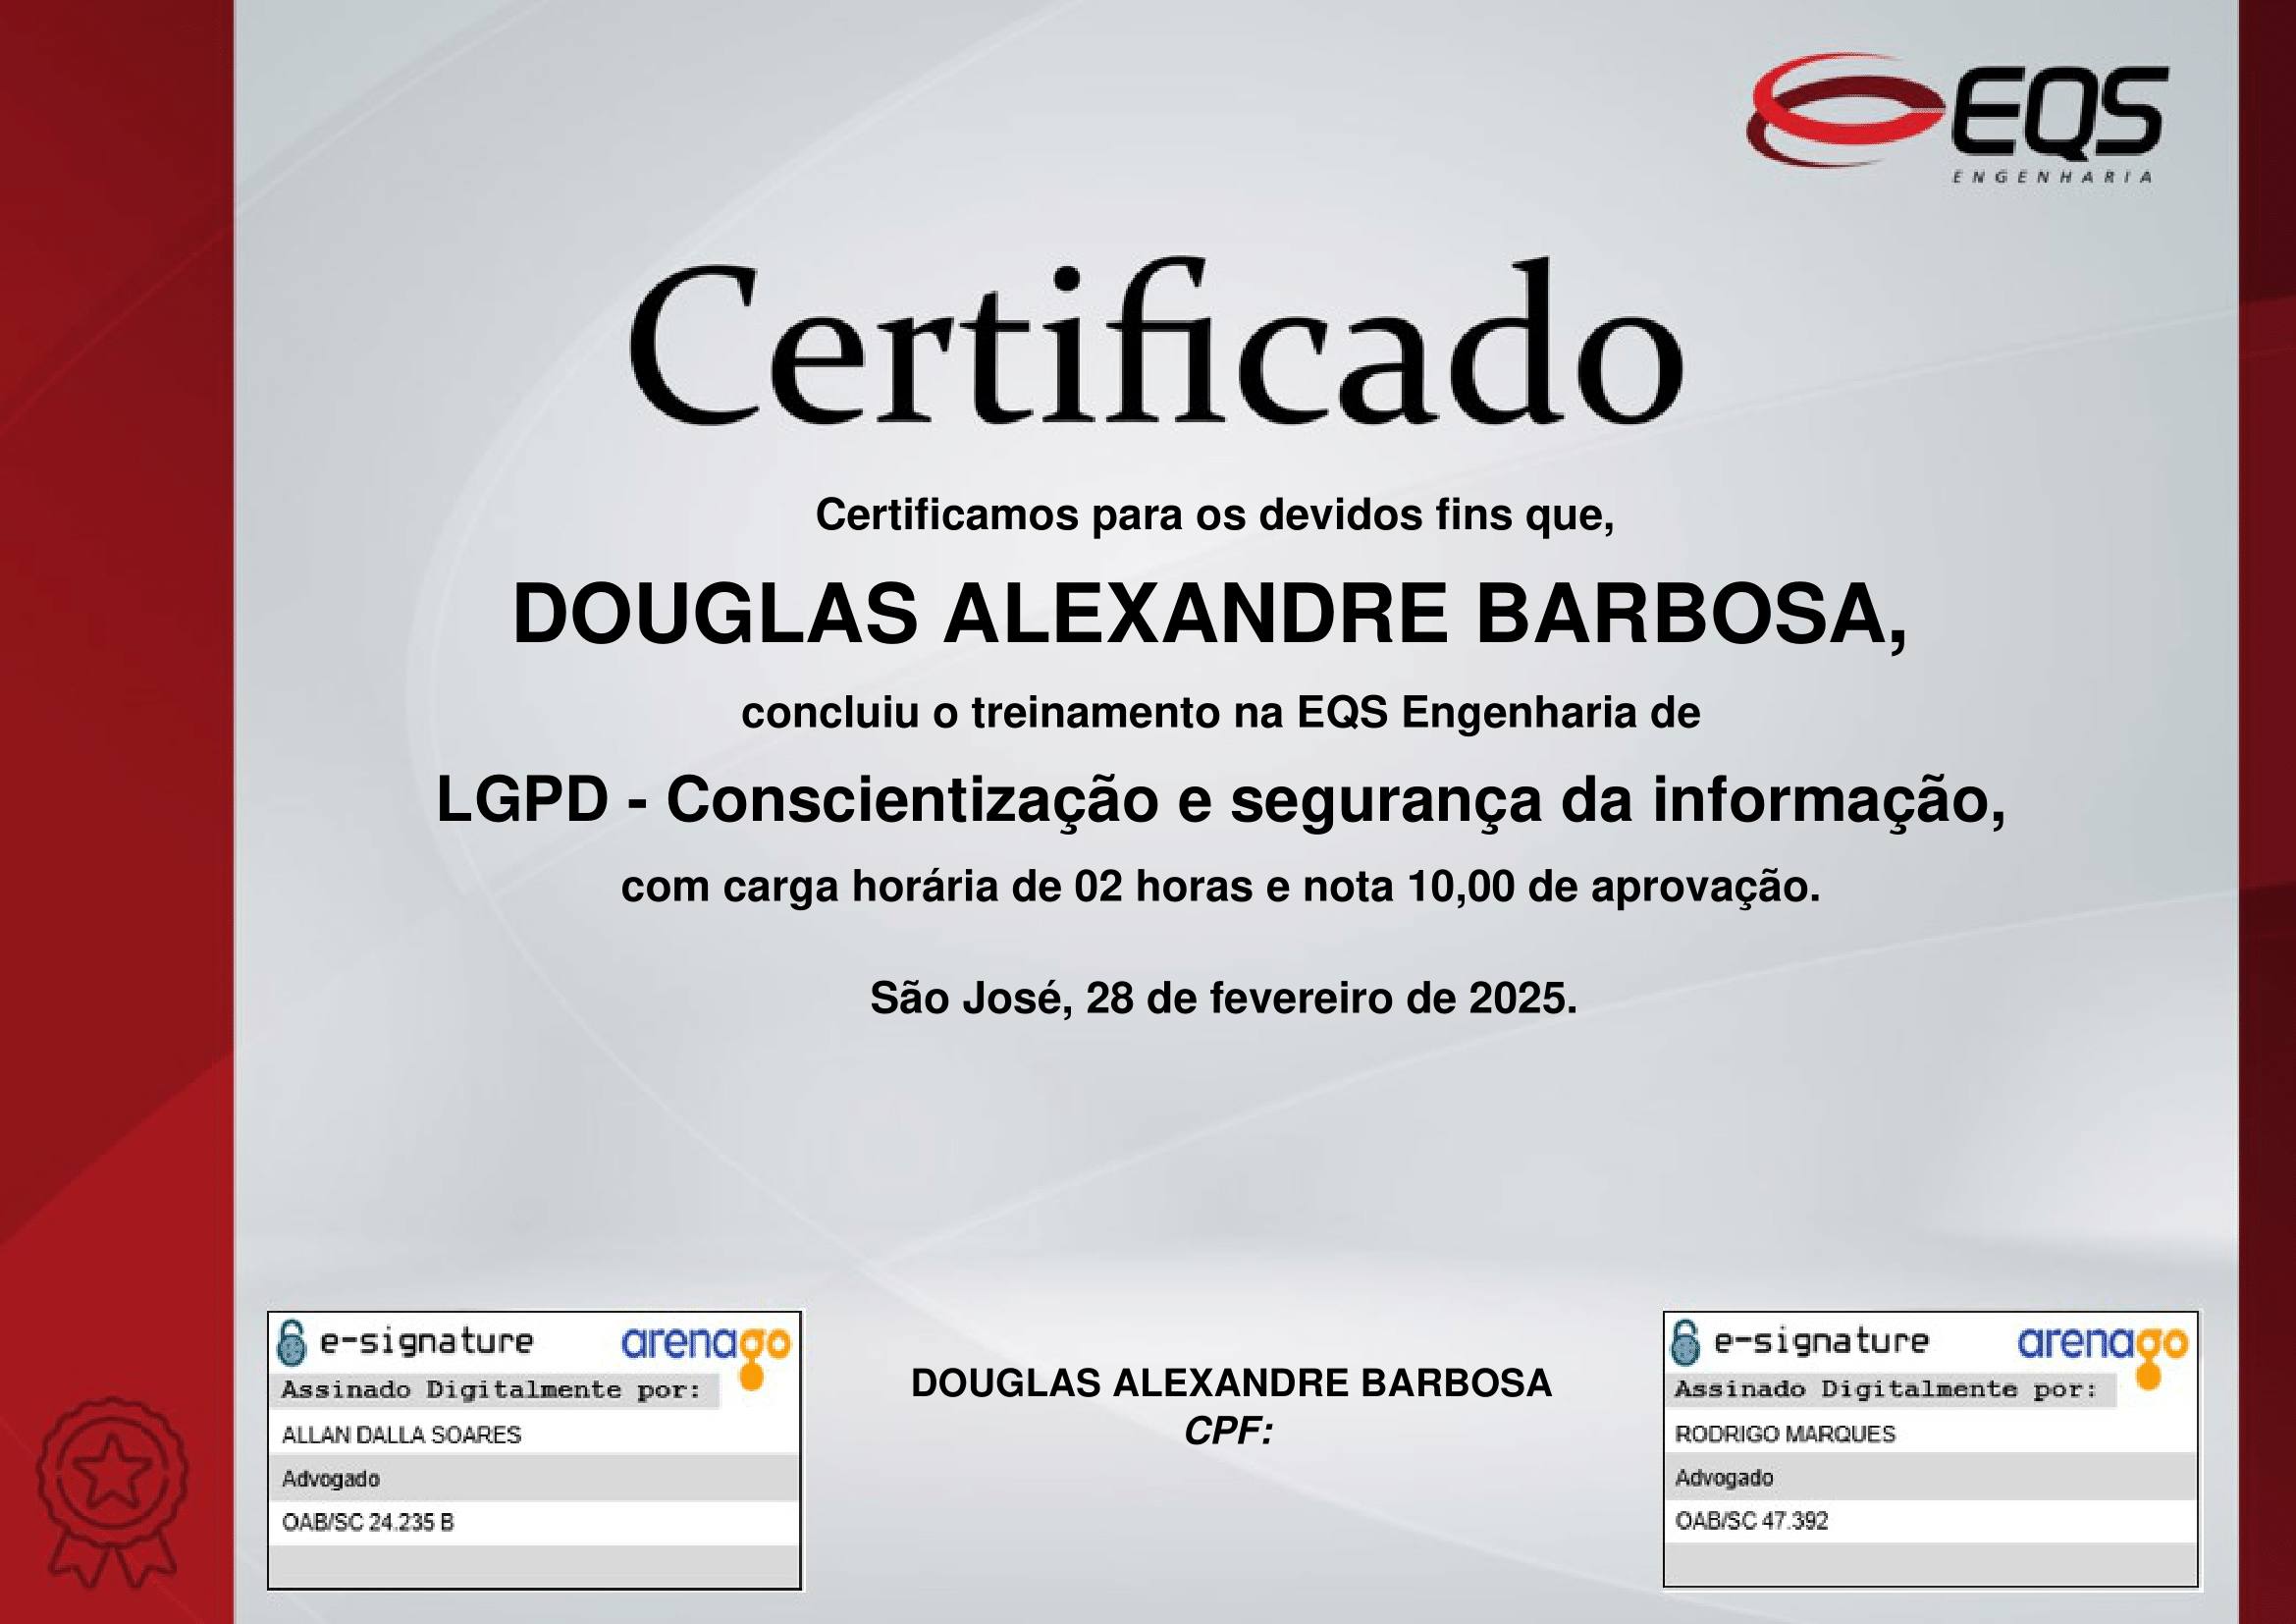 EQS
ENGENHARIA
Certificado
Certificamos para os devidos fins que,
DOUGLAS ALEXANDRE BARBOSA,
concluiu o treinamento na EQS Engenharia de
LGPD - Conscientização e segurança da informação,
com carga horária de 02 horas e nota 10,00 de aprovação.
São José, 28 de fevereiro de 2025.
e-signature arenago
Assinado Digitalmente por:
ALLAN DALLA SOARES
Advogado
OAB/SC 24.235 B
DOUGLAS ALEXANDRE BARBOSA
CPF:
e-signature arenago
Assinado Digitalmente por:
RODRIGO MARQUES
Advogado
OAB/SC 47.392